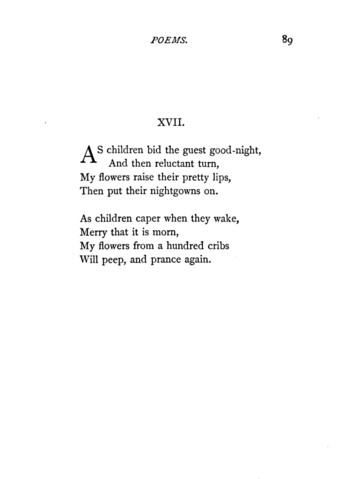 POEMS. 89
XVII.
AS children bid the guest good-night,
And then reluctant turn,
My flowers raise their pretty lips,
Then put their nightgowns on.
As children caper when they wake,
Merry that it is morn,
My flowers from a hundred cribs
Will peep, and prance again.